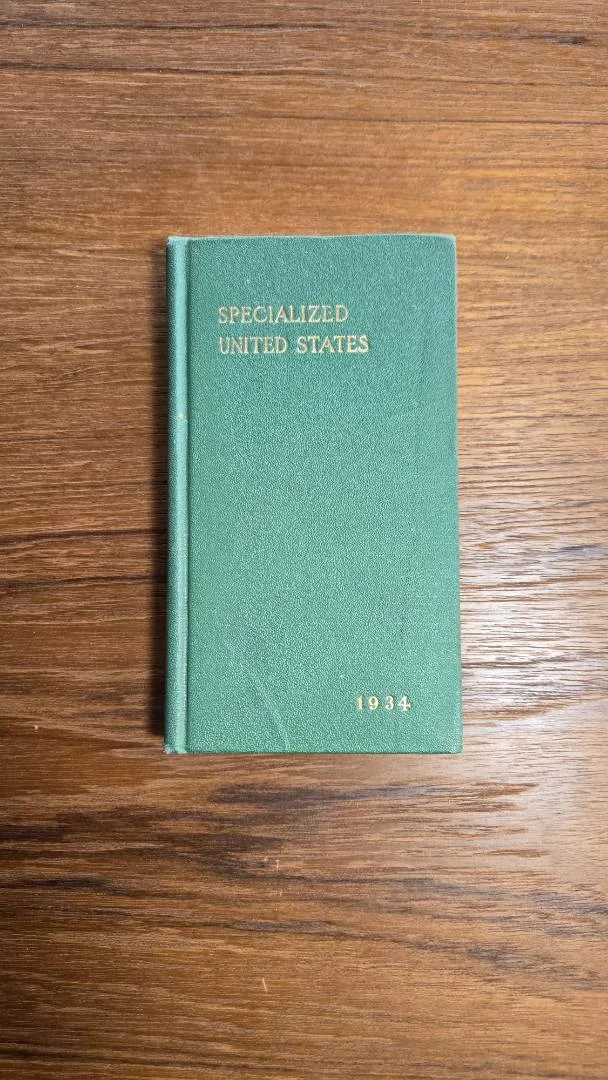 SPECIALIZED
UNITED STATES
1934